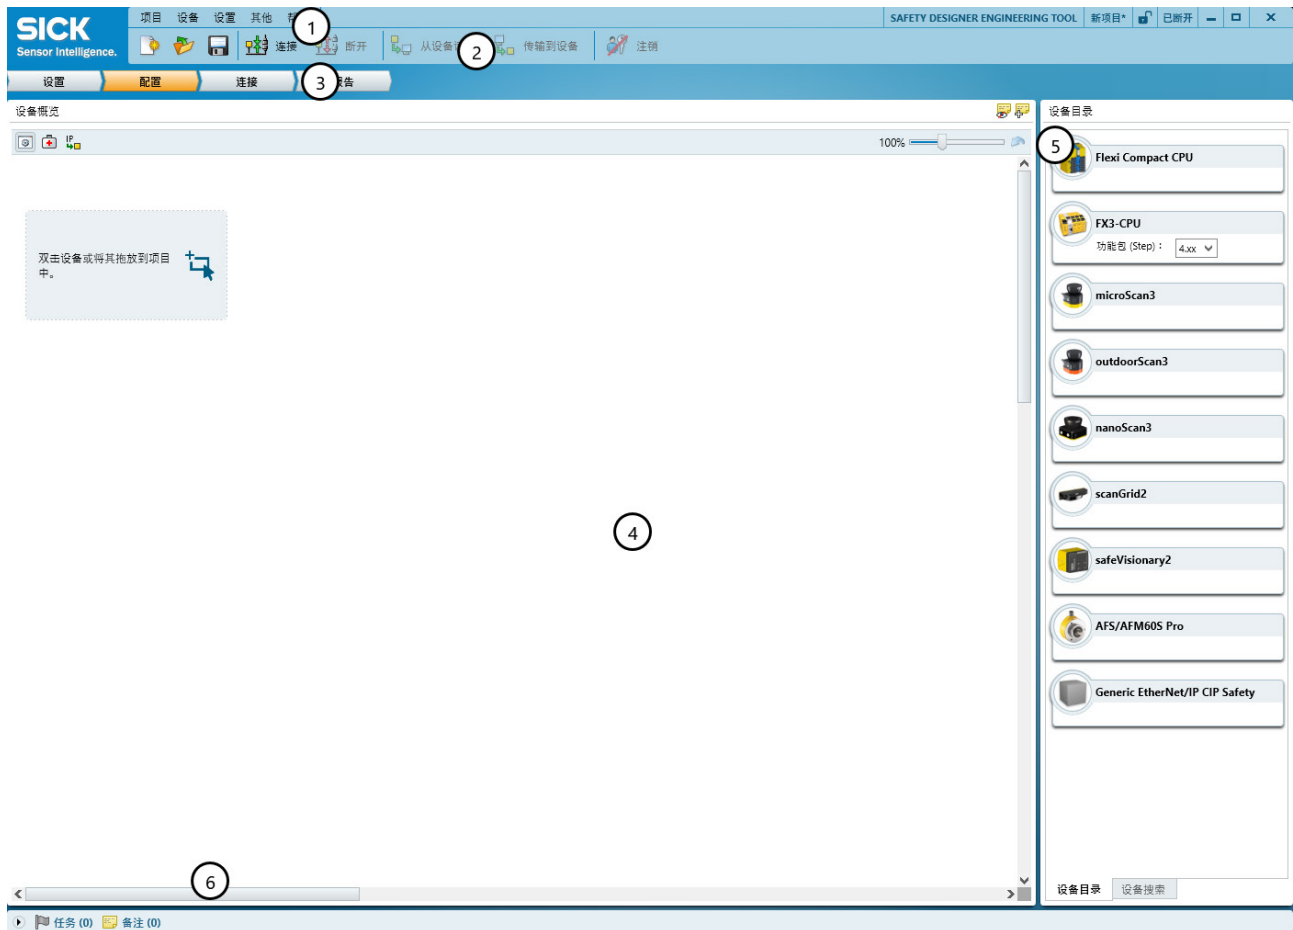 SICK
Sensor Intelligence.
项目 设备 设置 其他
1
SAFETY DESIGNER ENGINEERING TOOL 新项目* 已断开
连接 断开 从设备 2 传输到设备 注销
设置 配置 连接 3 告
设备概览
设备目录
IP
100%
5
Flexi Compact CPU
FX3-CPU
功能包 (Step)： 4.xx
双击设备或将其拖放到项目
中。
microScan3
outdoorScan3
nanoScan3
scanGrid2
4
safeVisionary2
AFS/AFM60S Pro
Generic EtherNet/IP CIP Safety
6
设备目录 设备搜索
任务 (0) 备注 (0)